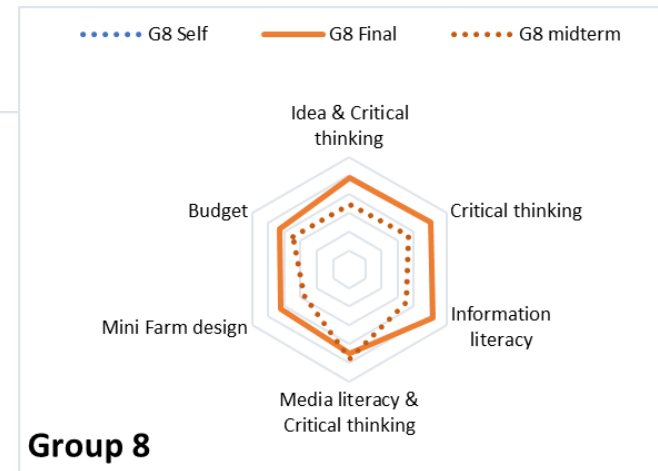 G8 Self
G8 Final
G8 midterm
Idea & Critical
thinking
Budget
Critical thinking
Mini Farm design
Information
literacy
Media literacy &
Critical thinking
Group 8